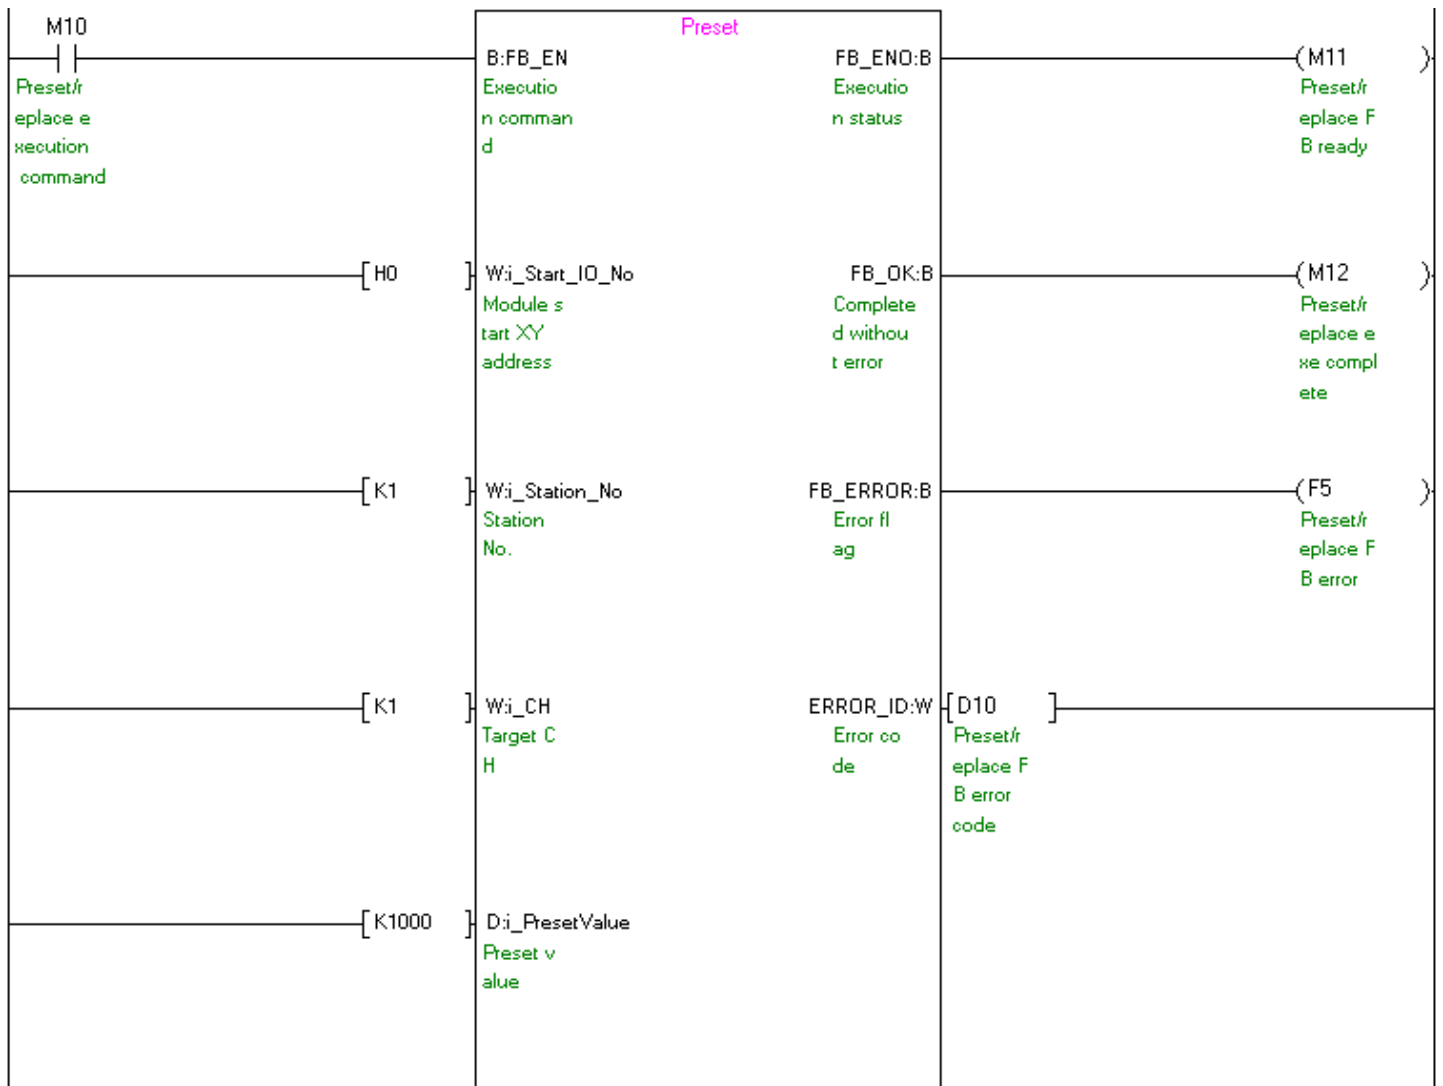 M10
Preset
B:FB_EN
FB_ENO:B
M11
Preset/r
eplace e
xecution
command
Executio
n comman
d
Executio
n status
Preset/r
eplace F
B ready
H0
W:i_Start_IO_No
FB_OK:B
M12
Module s
tart XY
address
Complete
d withou
t error
Preset/r
eplace e
xe compl
ete
K1
W:i_Station_No
FB_ERROR:B
F5
Station
No.
Error fl
ag
Preset/r
eplace F
B error
K1
W:i_CH
ERROR_ID:W
D10
Target C
H
Error co
de
Preset/r
eplace F
B error
code
K1000
D:i_PresetValue
Preset v
alue